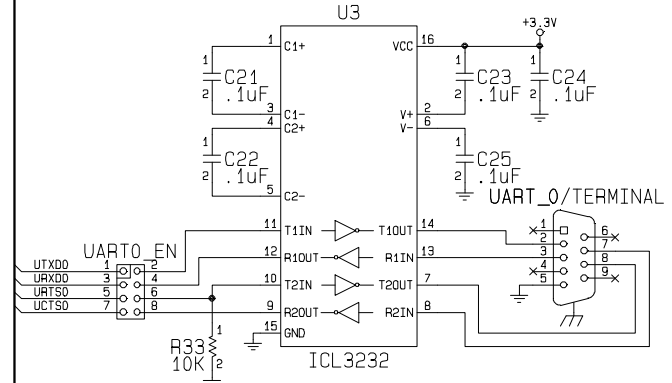 U3
+3.3V
1 C1+ VCC 16
1 C21 2 .1uF
1 C23 2 .1uF
1 C24 2 .1uF
3 C1- V+ 2
4 C2+ V- 6
1 C22 2 .1uF
1 C25 2 .1uF
5 C2-
UART_0/TERMINAL
11 T1IN T1OUT 14
12 R1OUT R1IN 13
10 T2IN T2OUT 7
9 R2OUT R2IN 8
15 GND
ICL3232
UART0_EN
UTXD0 1 2
URXD0 3 4
URTS0 5 6
UCTS0 7 8
R33 1
10K 2
1 6
2 7
3 8
4 9
5